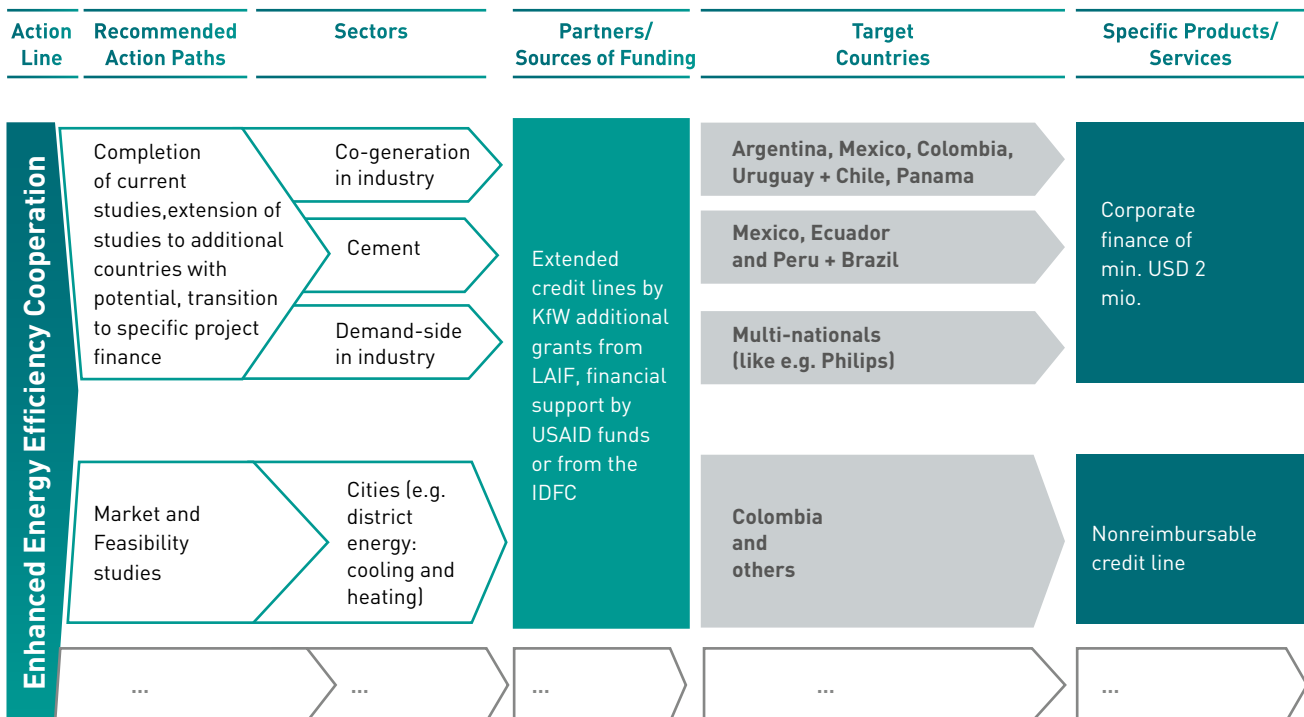 Action
Line
Recommended
Action Paths
Sectors
Partners/
Sources of Funding
Target
Countries
Specific Products/
Services
Enhanced Energy Efficiency Cooperation
Completion
of current
studies,extension of
studies to additional
countries with
potential, transition
to specific project
finance
Co-generation
in industry
Cement
Demand-side
in industry
Extended
credit lines by
KfW additional
grants from
LAIF, financial
support by
USAID funds
or from the
IDFC
Argentina, Mexico, Colombia,
Uruguay + Chile, Panama
Mexico, Ecuador
and Peru + Brazil
Multi-nationals
(like e.g. Philips)
Corporate
finance of
min. USD 2
mio.
Market and
Feasibility
studies
Cities (e.g.
district
energy:
cooling and
heating)
Colombia
and
others
Nonreimbursable
credit line
...
...
...
...
...